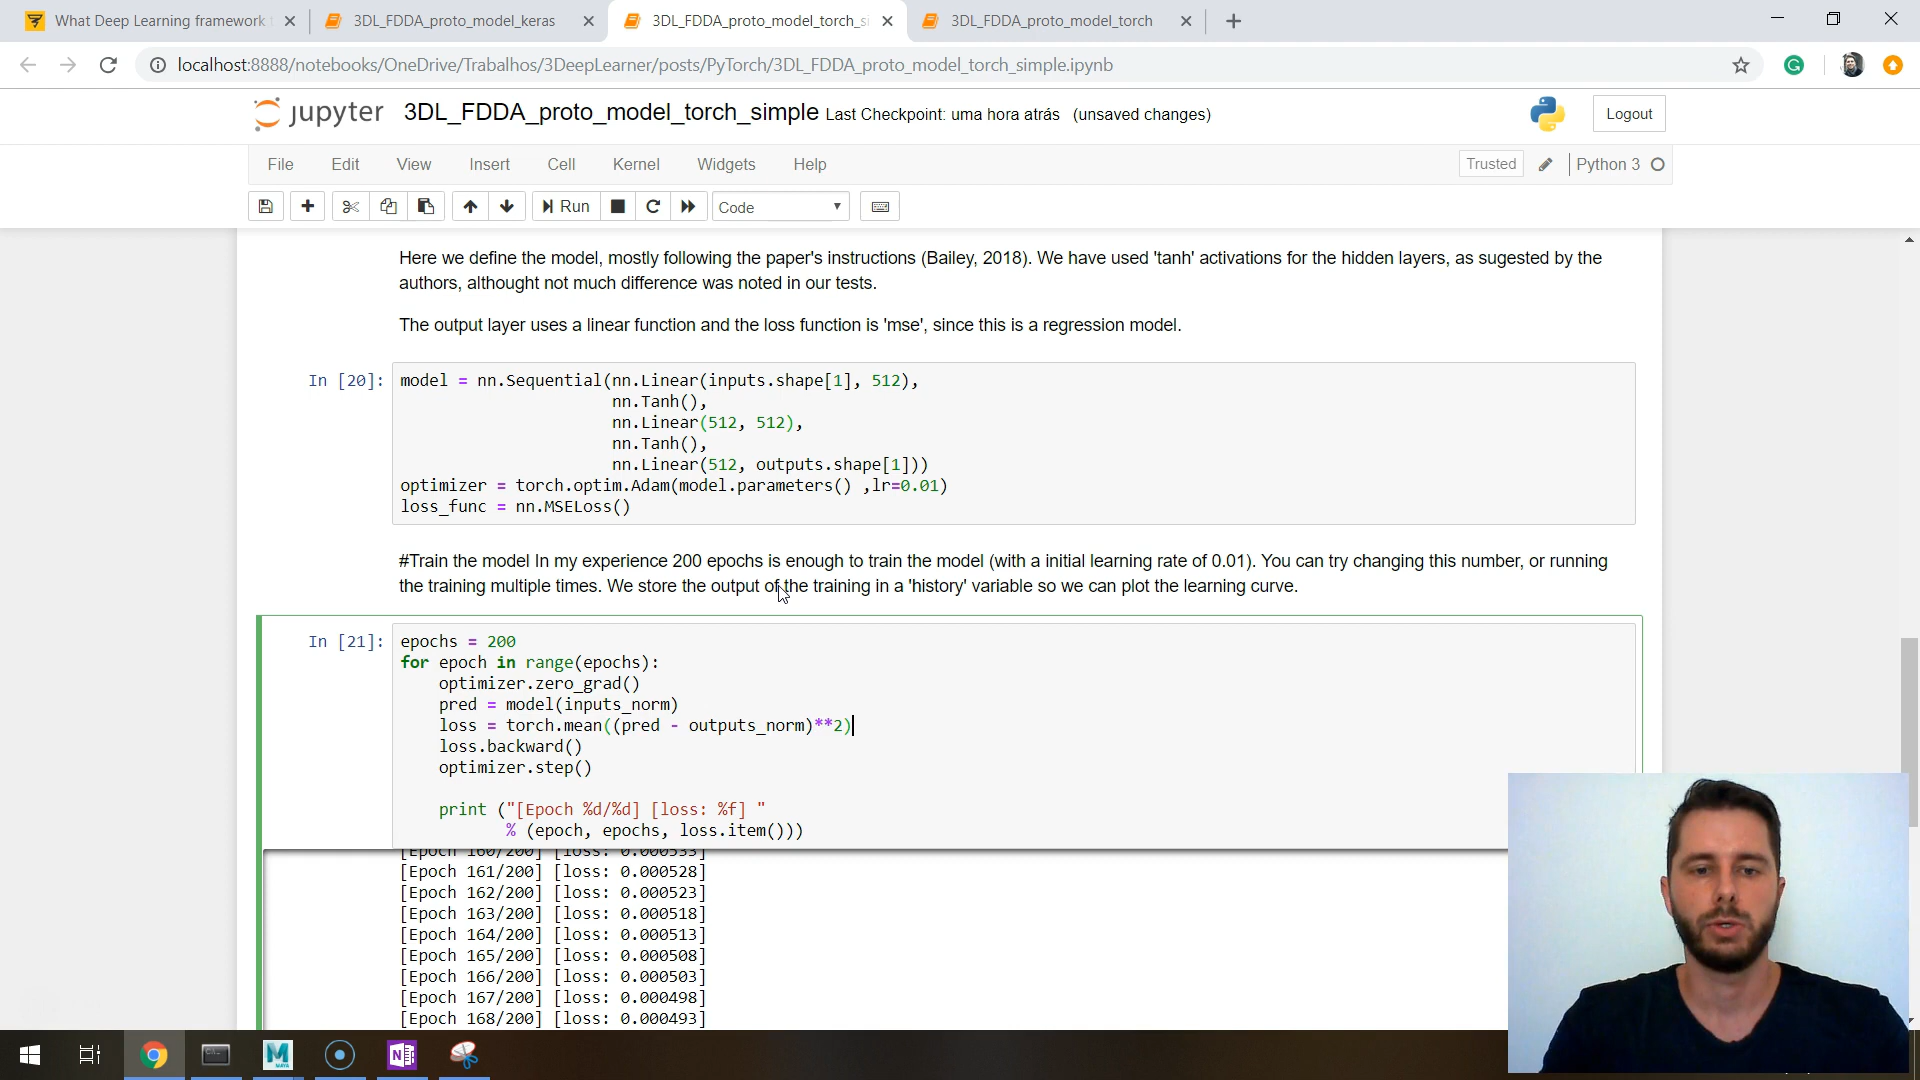 What Deep Learning framework
3DL_FDDA_proto_model_keras
3DL_FDDA_proto_model_torch_si
3DL_FDDA_proto_model_torch
localhost:8888/notebooks/OneDrive/Trabalhos/3DeepLearner/posts/PyTorch/3DL_FDDA_proto_model_torch_simple.ipynb
jupyter 3DL_FDDA_proto_model_torch_simple Last Checkpoint: uma hora atrás (unsaved changes)
Logout
File Edit View Insert Cell Kernel Widgets Help
Trusted Python 3
Run Code
Here we define the model, mostly following the paper's instructions (Bailey, 2018). We have used 'tanh' activations for the hidden layers, as sugested by the
authors, althought not much difference was noted in our tests.
The output layer uses a linear function and the loss function is 'mse', since this is a regression model.
In [20]: model = nn.Sequential(nn.Linear(inputs.shape[1], 512),
nn.Tanh(),
nn.Linear(512, 512),
nn.Tanh(),
nn.Linear(512, outputs.shape[1]))
optimizer = torch.optim.Adam(model.parameters() ,lr=0.01)
loss_func = nn.MSELoss()
#Train the model In my experience 200 epochs is enough to train the model (with a initial learning rate of 0.01). You can try changing this number, or running
the training multiple times. We store the output of the training in a 'history' variable so we can plot the learning curve.
In [21]: epochs = 200
for epoch in range(epochs):
optimizer.zero_grad()
pred = model(inputs_norm)
loss = torch.mean((pred - outputs_norm)**2)
loss.backward()
optimizer.step()
print ("[Epoch %d/%d] [loss: %f] "
% (epoch, epochs, loss.item()))
[Epoch 160/200] [loss: 0.000533]
[Epoch 161/200] [loss: 0.000528]
[Epoch 162/200] [loss: 0.000523]
[Epoch 163/200] [loss: 0.000518]
[Epoch 164/200] [loss: 0.000513]
[Epoch 165/200] [loss: 0.000508]
[Epoch 166/200] [loss: 0.000503]
[Epoch 167/200] [loss: 0.000498]
[Epoch 168/200] [loss: 0.000493]